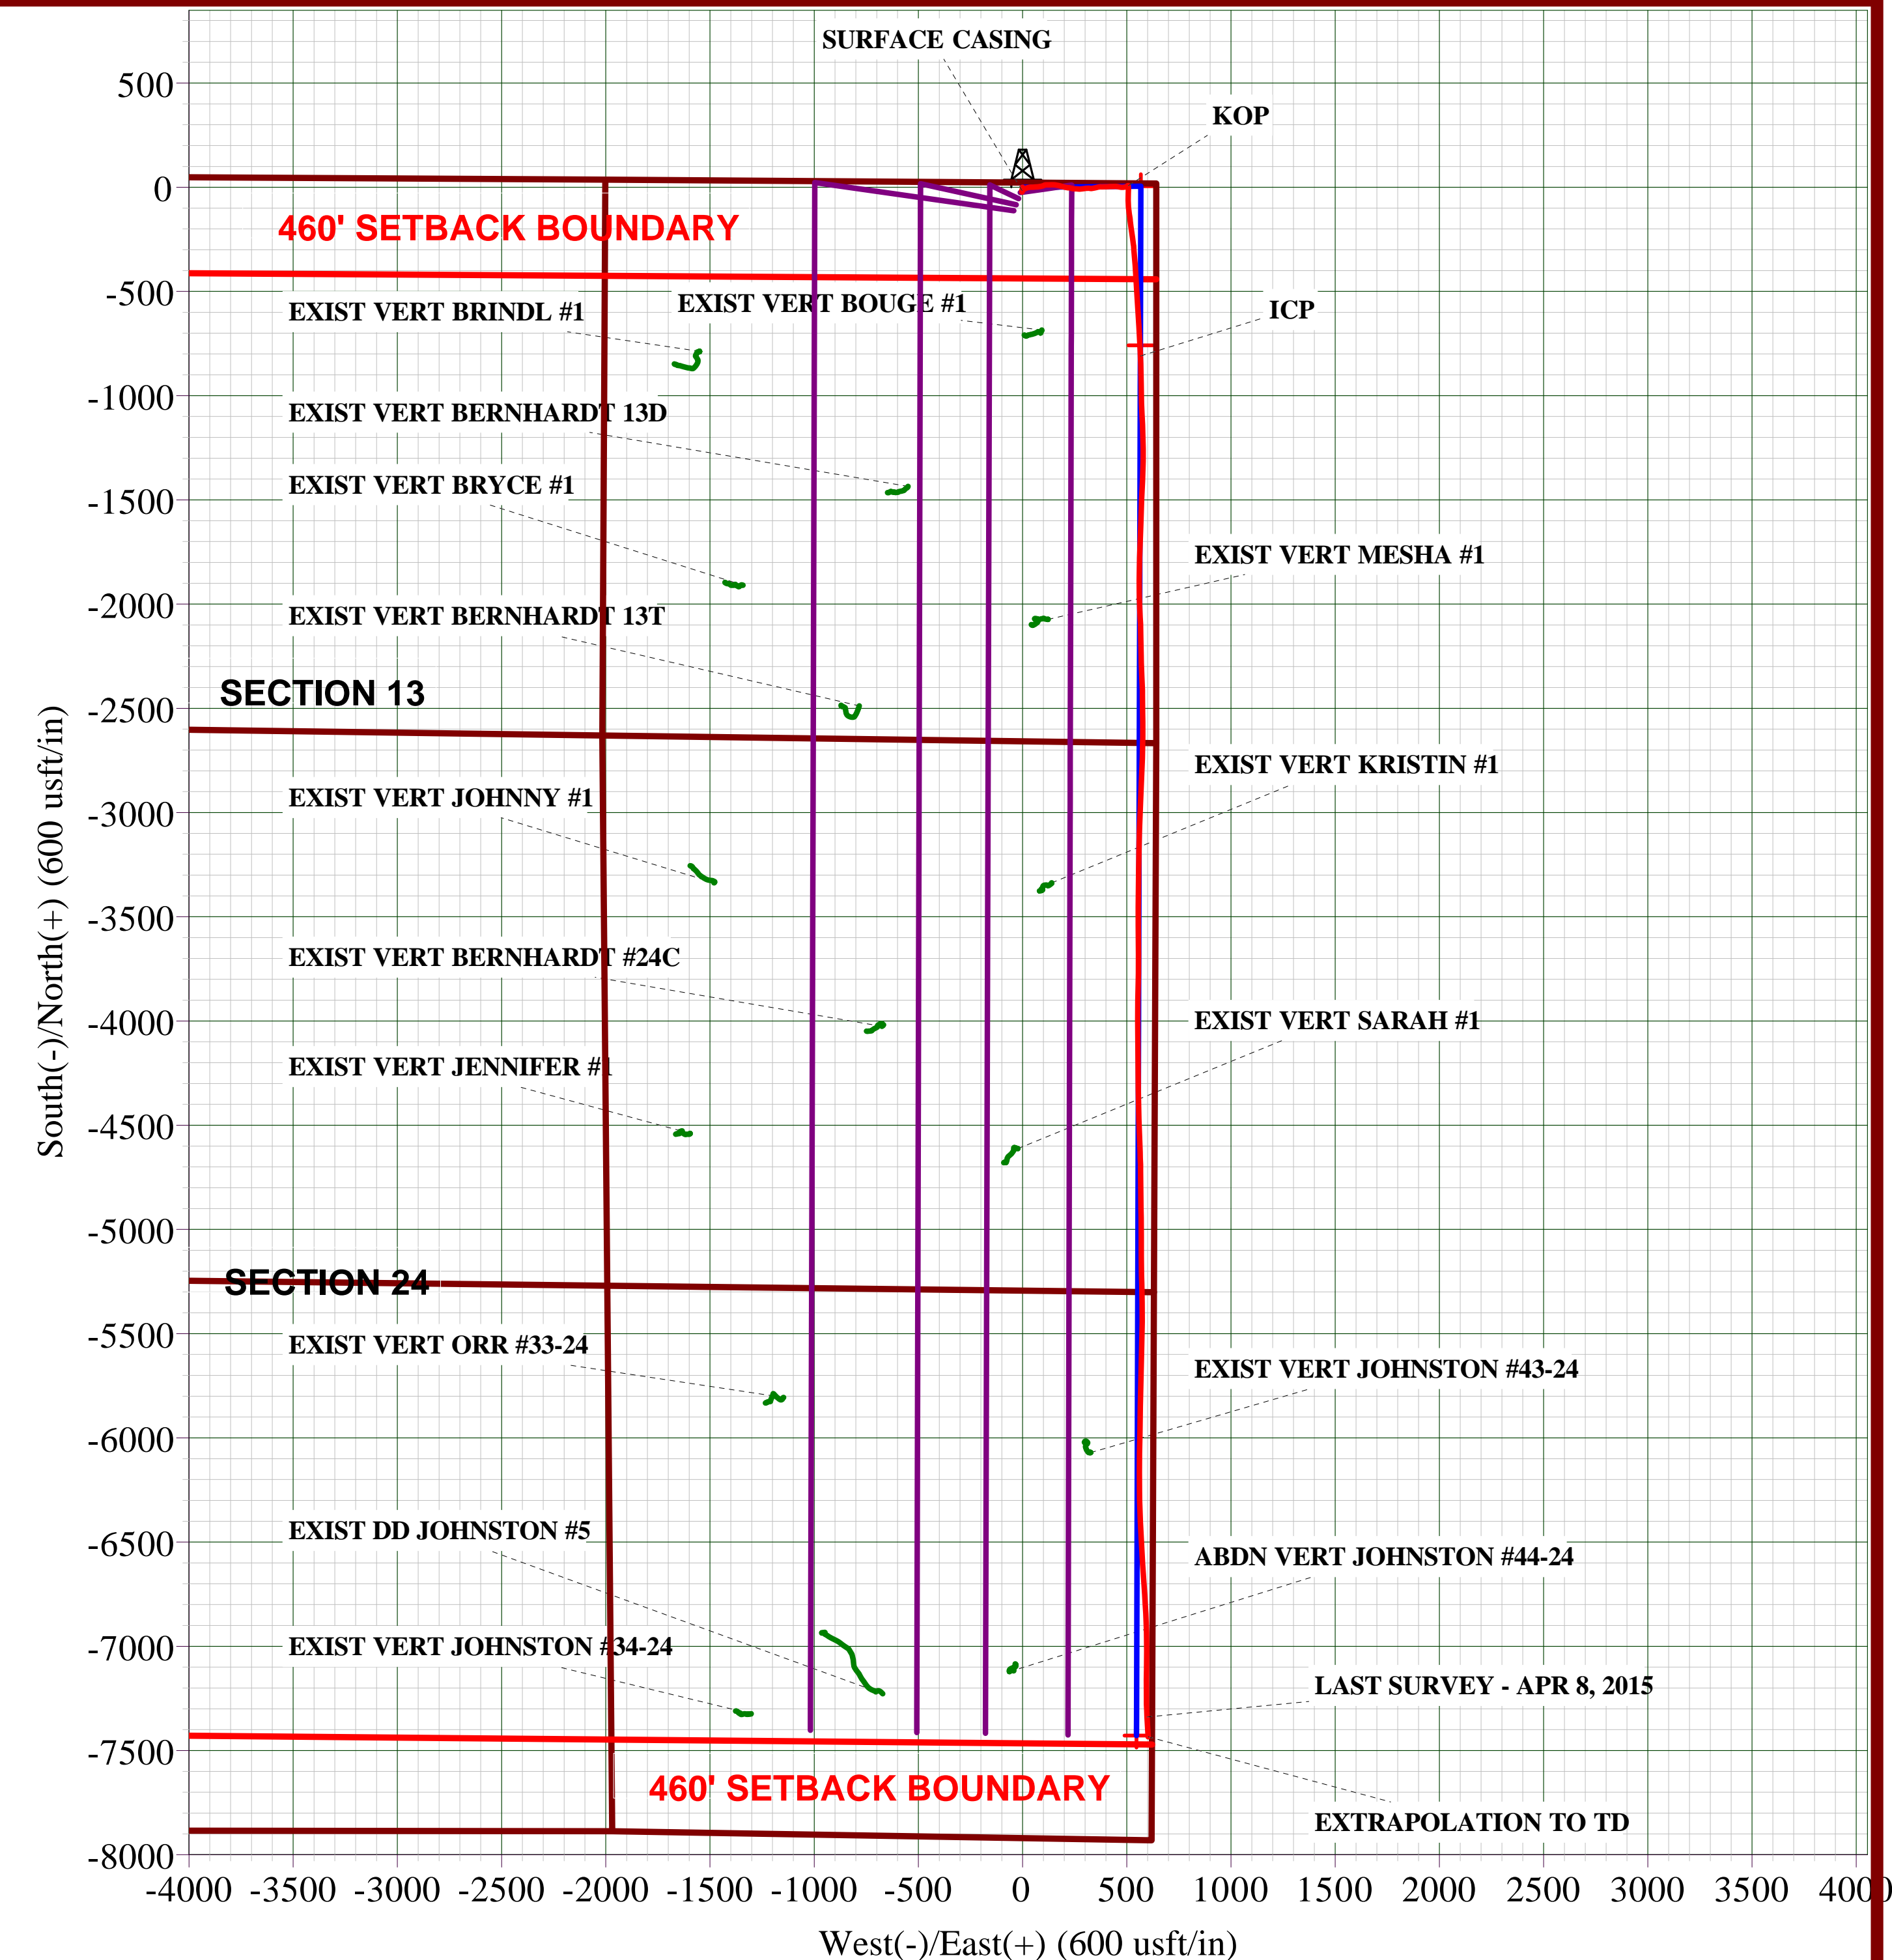 SURFACE CASING
KOP
500
0
460' SETBACK BOUNDARY
-500
EXIST VERT BRINDL #1
EXIST VERT BOUGE #1
ICP
-1000
EXIST VERT BERNHARDT 13D
EXIST VERT BRYCE #1
-1500
EXIST VERT MESHA #1
-2000
EXIST VERT BERNHARDT 13T
SECTION 13
-2500
EXIST VERT KRISTIN #1
EXIST VERT JOHNNY #1
-3000
-3500
EXIST VERT BERNHARDT #24C
-4000
EXIST VERT SARAH #1
EXIST VERT JENNIFER #1
-4500
South(-)/North(+) (600 usft/in)
-5000
SECTION 24
-5500
EXIST VERT ORR #33-24
EXIST VERT JOHNSTON #43-24
-6000
EXIST DD JOHNSTON #5
-6500
ABDN VERT JOHNSTON #44-24
EXIST VERT JOHNSTON #34-24
-7000
LAST SURVEY - APR 8, 2015
-7500
460' SETBACK BOUNDARY
EXTRAPOLATION TO TD
-8000
-4000 -3500 -3000 -2500 -2000 -1500 -1000 -500 0 500 1000 1500 2000 2500 3000 3500 4000
West(-)/East(+) (600 usft/in)